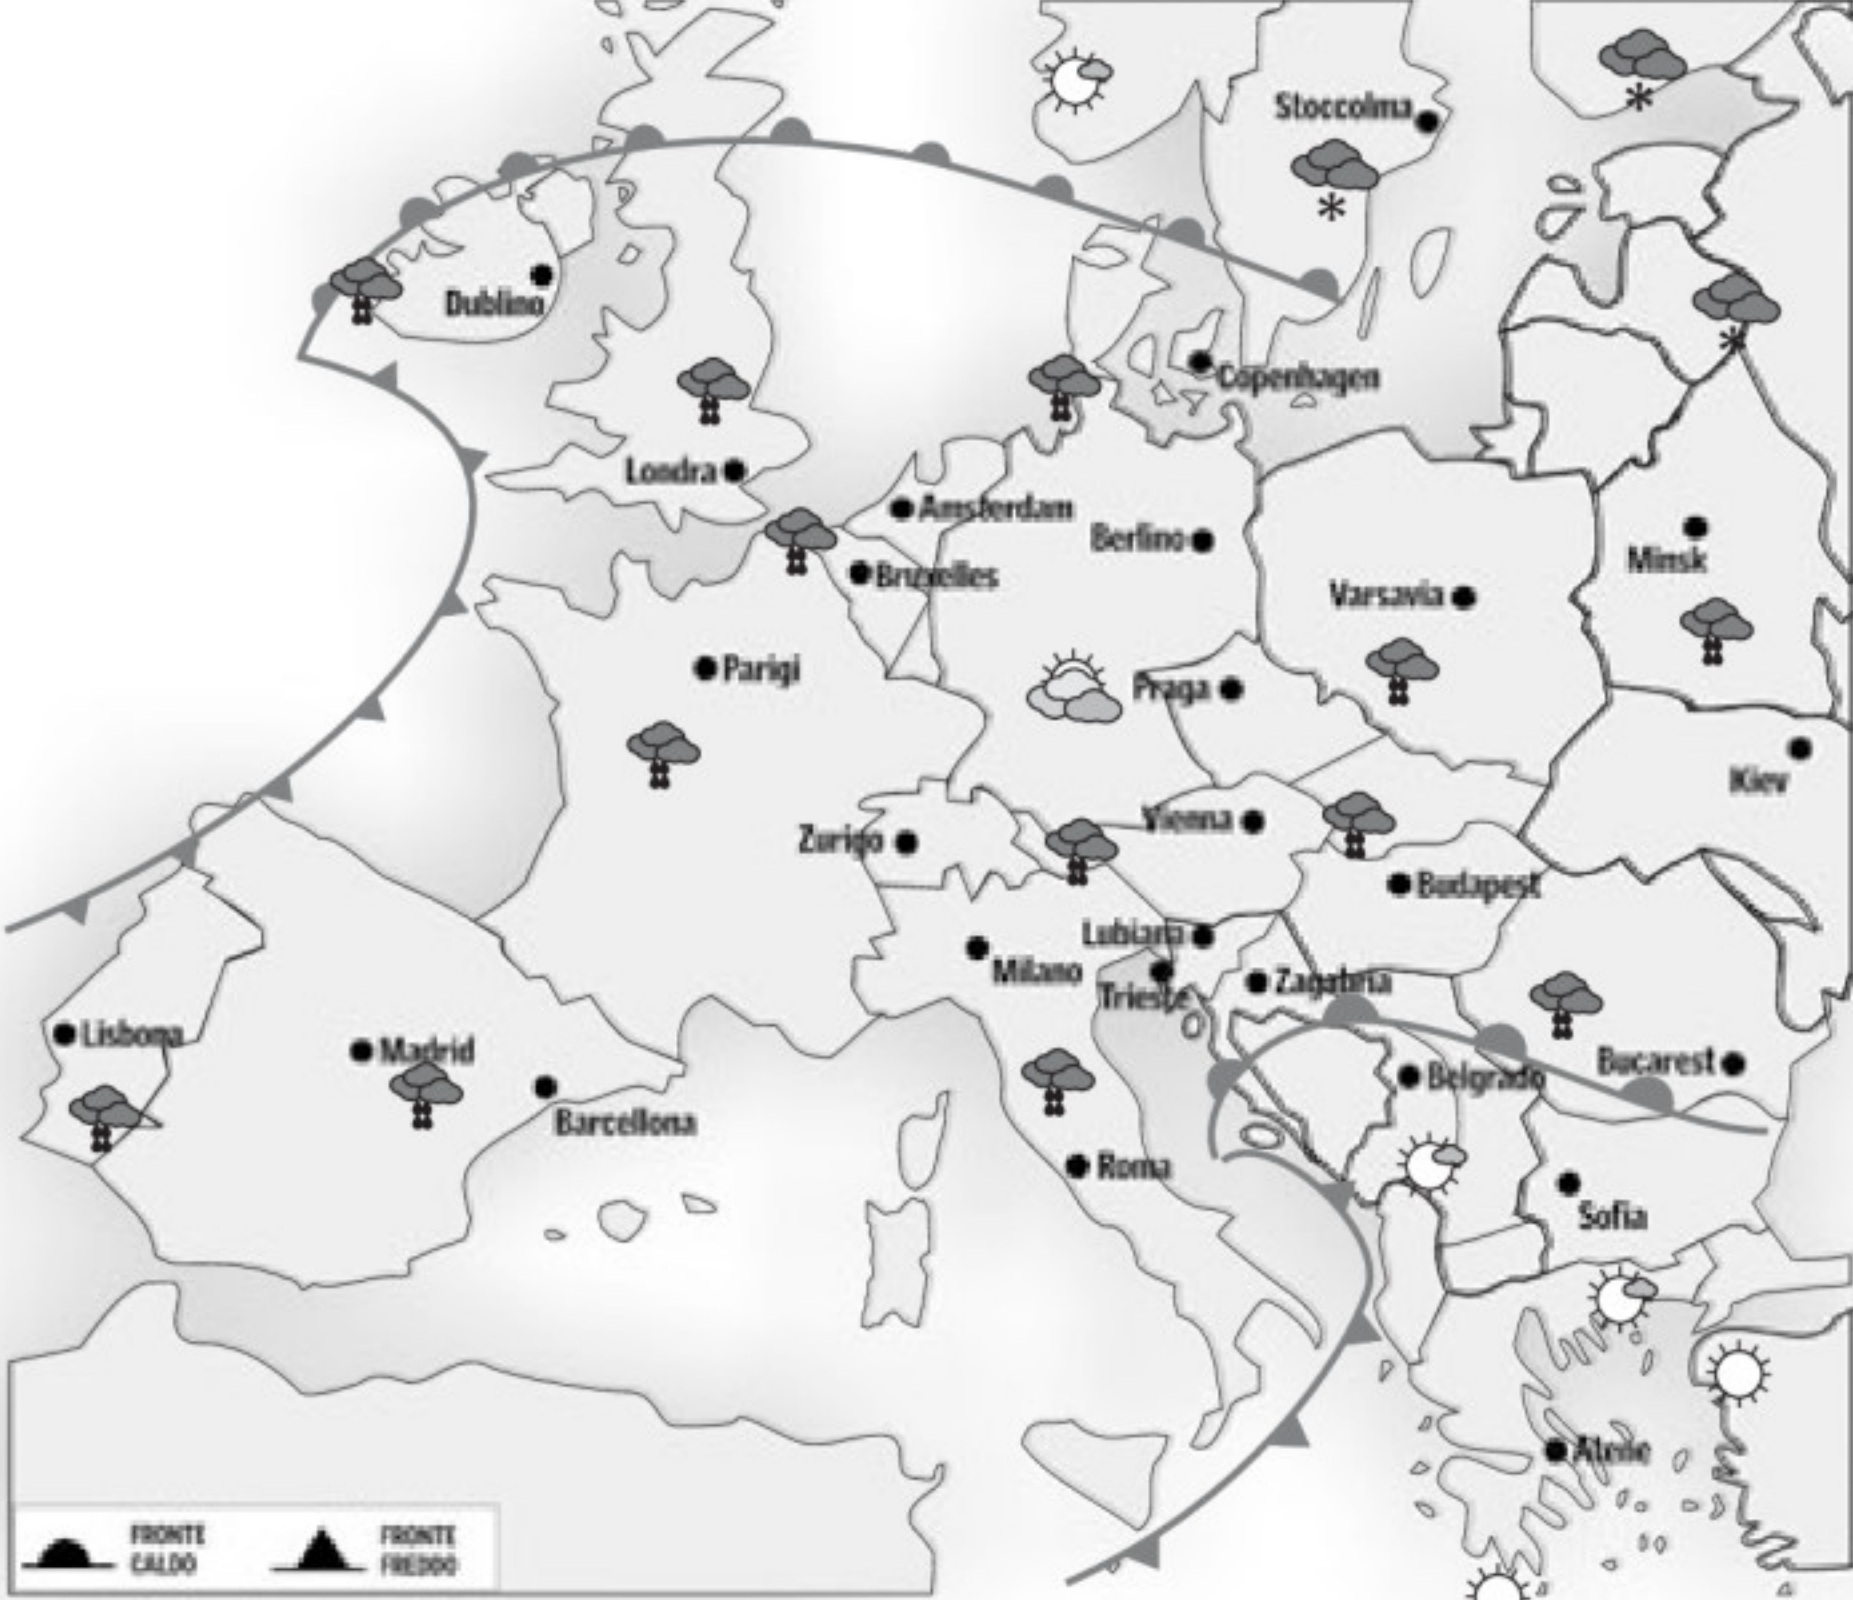 Stoccolma
Dublino
Copenhagen
Londra
Amsterdam
Berlino
Minsk
Bruxelles
Varsavia
Parigi
Praga
Kiev
Vienna
Zurigo
Budapest
Lubiana
Milano
Trieste
Zagabria
Lisbona
Madrid
Bucarest
Belgrado
Barcellona
Roma
Sofia
Atene
FRONTE
CALDO
FRONTE
FREDDO